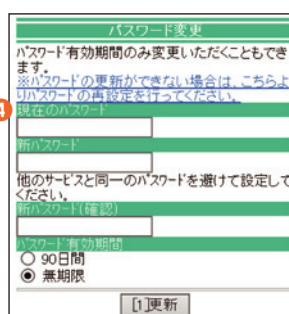 パスワード変更
パスワード有効期間のみ変更いただくこともでき
ます。
※パスワードの更新ができない場合は、こちらよ
りパスワードの再設定を行ってください。
現在のパスワード
新パスワード
他のサービスと同一のパスワードを避けて設定して
ください。
新パスワード(確認)
パスワード有効期間
90日間
無期限
[1]更新